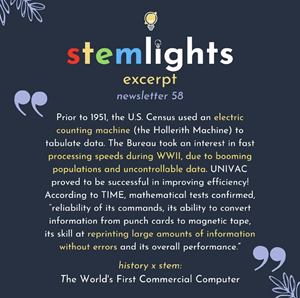 stemlights
excerpt
newsletter 58
Prior to 1951, the U.S. Census used an electric
counting machine (the Hollerith Machine) to
tabulate data. The Bureau took an interest in fast
processing speeds during WWII, due to booming
populations and uncontrollable data. UNIVAC
proved to be successful in improving efficiency!
According to TIME, mathematical tests confirmed,
"reliability of its commands, its ability to convert
information from punch cards to magnetic tape,
its skill at reprinting large amounts of information
without errors and its overall performance."
history x stem:
The World's First Commercial Computer